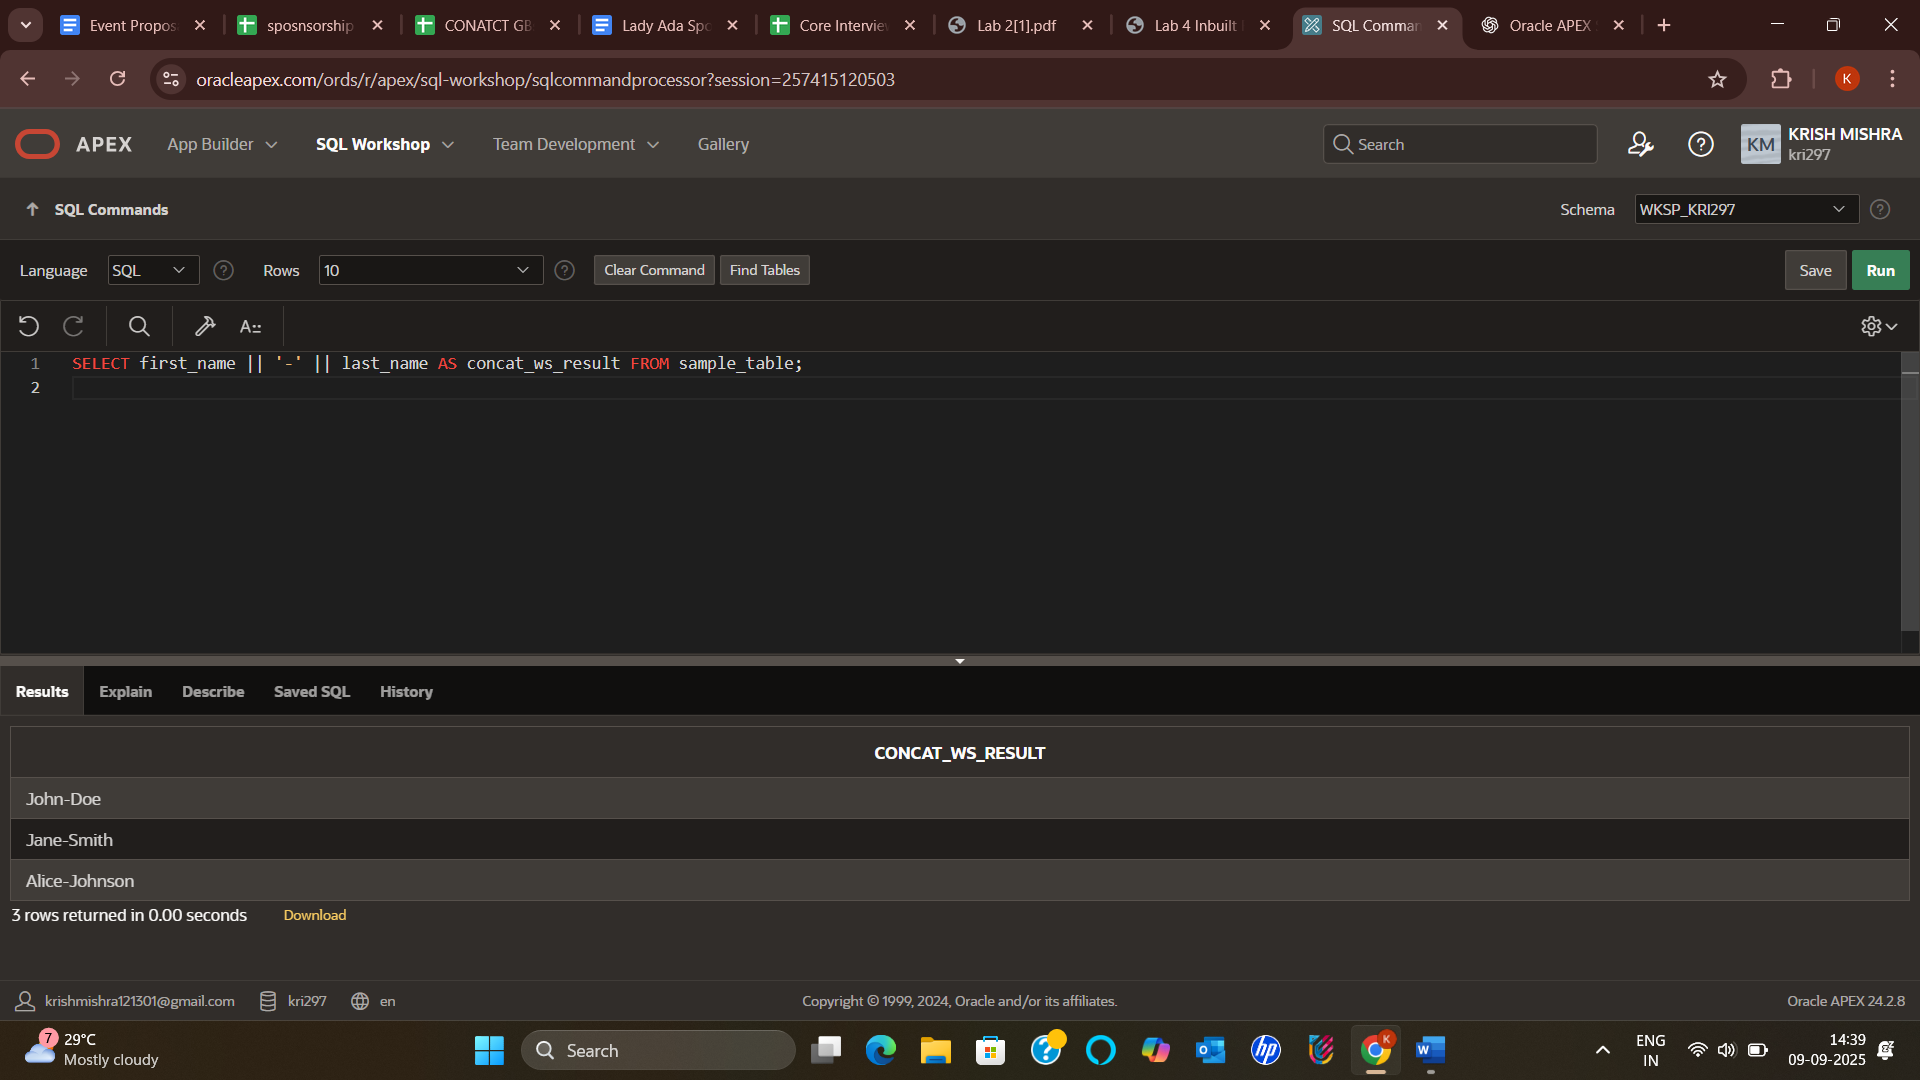 Event Propos
sposnsorship
CONATCT GB
Lady Ada Spo
Core Interview
Lab 2[1].pdf
Lab 4 Inbuilt
SQL Comman
Oracle APEX
oracleapex.com/ords/r/apex/sql-workshop/sqlcommandprocessor?session=257415120503
K
APEX
App Builder
SQL Workshop
Team Development
Gallery
Search
KM
KRISH MISHRA
kri297
SQL Commands
Schema
WKSP_KRI297
Language
SQL
Rows
10
Clear Command
Find Tables
Save
Run
1 SELECT first_name || '-' || last_name AS concat_ws_result FROM sample_table;
2
Results
Explain
Describe
Saved SQL
History
CONCAT_WS_RESULT
John-Doe
Jane-Smith
Alice-Johnson
3 rows returned in 0.00 seconds
Download
krishmishra121301@gmail.com
kri297
en
Copyright © 1999, 2024, Oracle and/or its affiliates.
Oracle APEX 24.2.8
7
29°C
Mostly cloudy
Search
hp
K
W
ENG
IN
14:39
09-09-2025